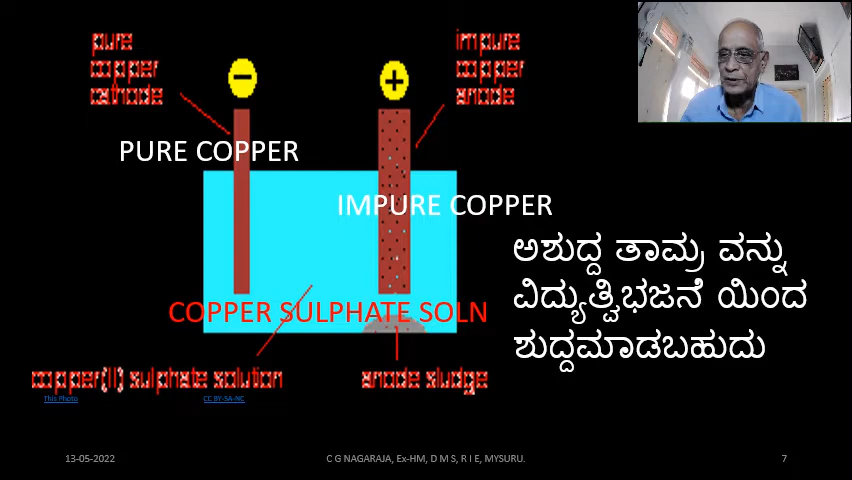 pure
copper
cathode
−
+
impure
copper
anode
PURE COPPER
IMPURE COPPER
ಅಶುದ್ದ ತಾಮ್ರ ವನ್ನು
ವಿದ್ಯುತ್ವಿಭಜನೆ ಯಿಂದ
ಶುದ್ದಮಾಡಬಹುದು
COPPER SULPHATE SOLN
copper(II) sulphate solution
anode sludge
This Photo
CC BY-SA-NC
13-05-2022
C G NAGARAJA, Ex-HM, D M S, R I E, MYSURU.
7